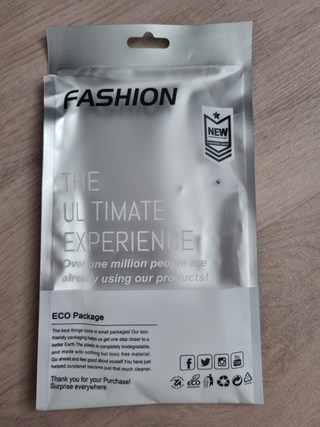 FASHION
NEW
THE
ULTIMATE
EXPERIENCE
Over one million people are
already using our products!
ECO Package
The best things come in small packages! Our eco-
friendly packaging helps us get one step closer to a
better Earth.The plastic is completely biodegradable,
and made with nothing but toxic free material.
Go ahead,and feel good about youself You have just
helped ourplanet become just that much cleaner.
Thank you for your Purchase!
Surprise everywhere
ECO